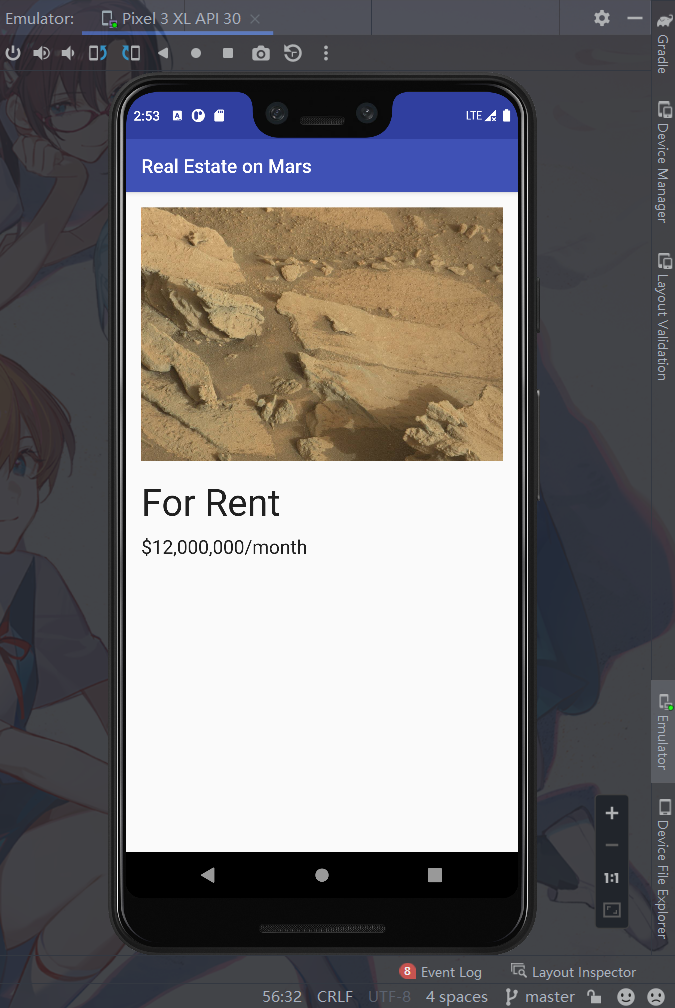 Emulator: Pixel 3 XL API 30
Gradle
Device Manager
Layout Validation
2:53 LTE
Real Estate on Mars
For Rent
$12,000,000/month
Emulator
Device File Explorer
1:1
8 Event Log Layout Inspector
56:32 CRLF UTF-8 4 spaces master